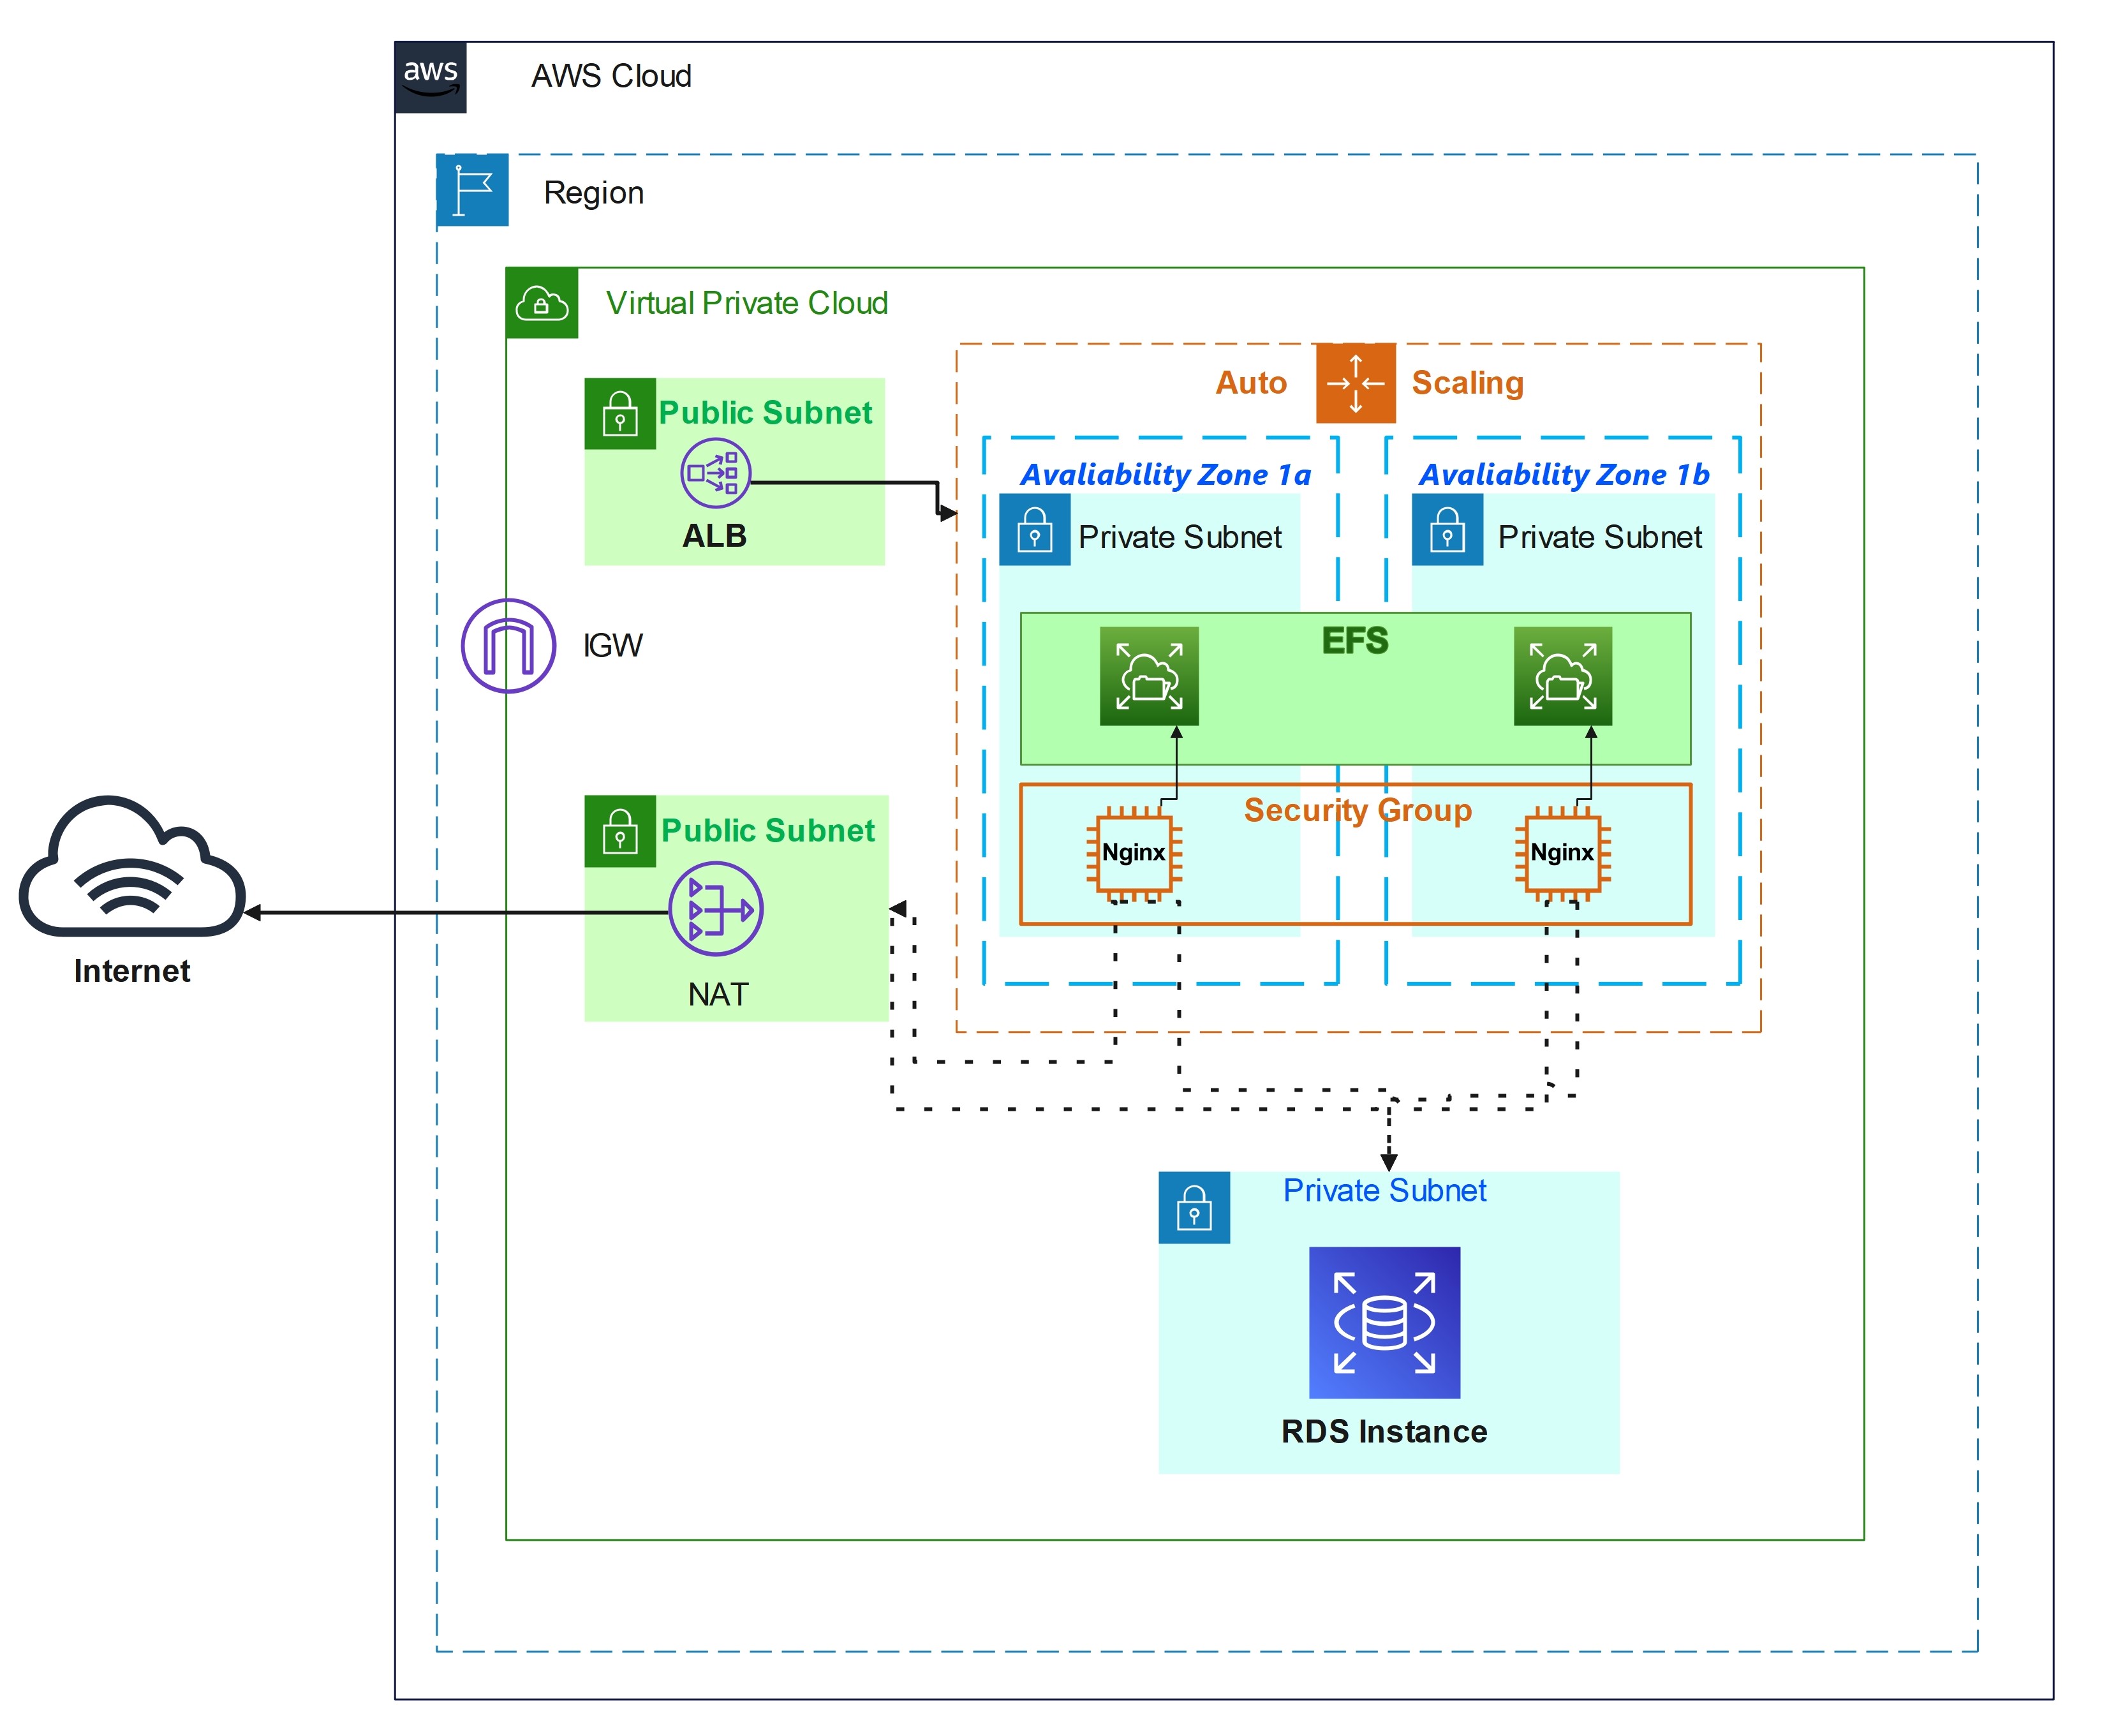 aws
AWS Cloud
Region
Virtual Private Cloud
Auto Scaling
Public Subnet
ALB
Avaliability Zone 1a
Avaliability Zone 1b
Private Subnet
Private Subnet
IGW
EFS
Security Group
Nginx
Nginx
Public Subnet
NAT
Internet
Private Subnet
RDS Instance